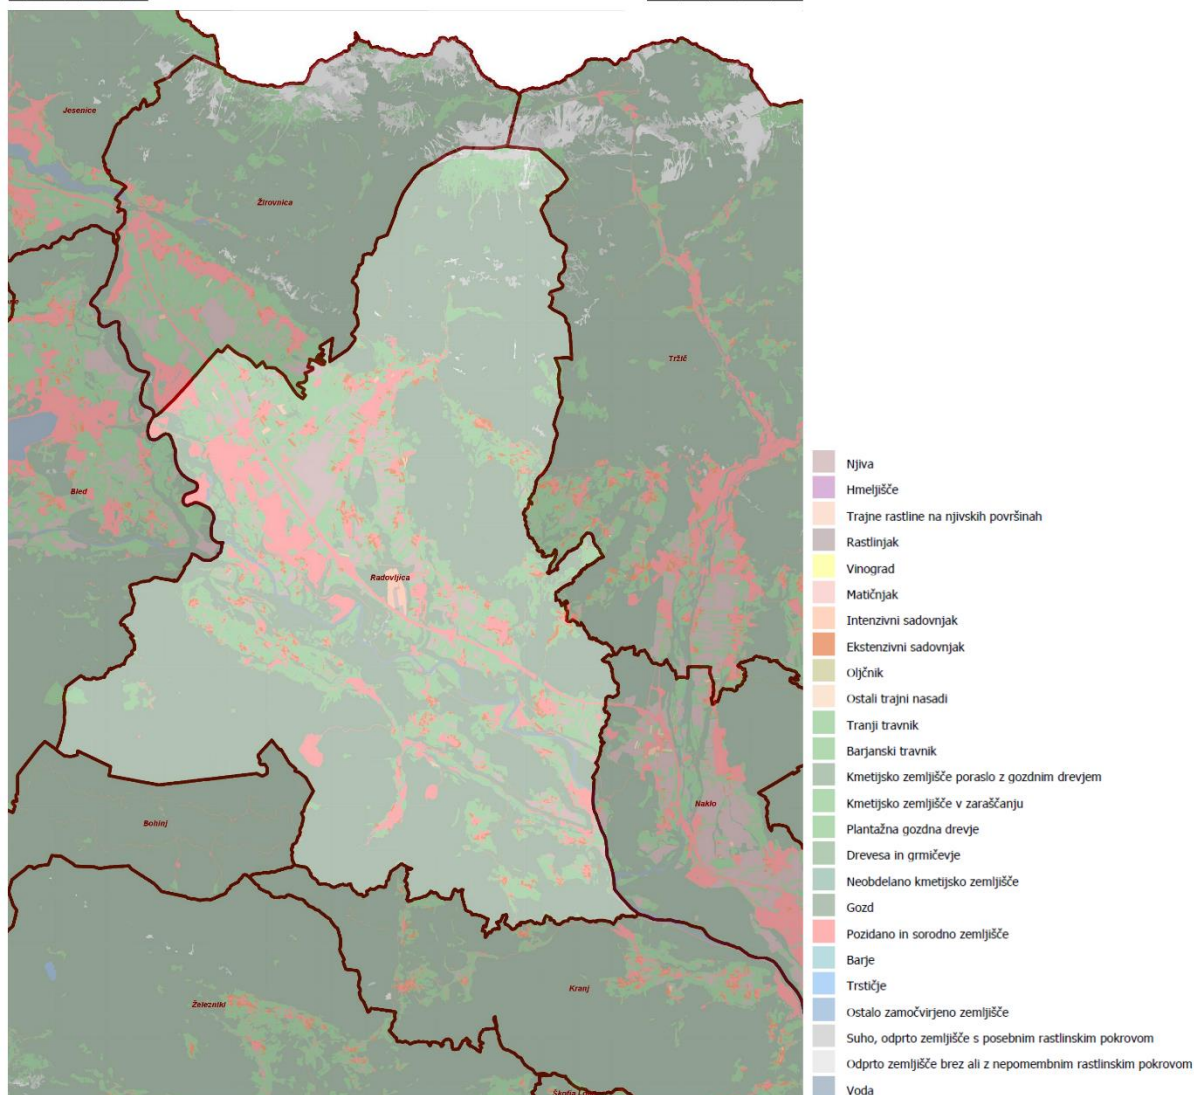 Jesenice
Žirovnica
Tržič
Bled
Radovljica
Naklo
Bohinj
Kranj
Železniki
Njiva
Hmeljišče
Trajne rastline na njivskih površinah
Rastlinjak
Vinograd
Matičnjak
Intenzivni sadovnjak
Ekstenzivni sadovnjak
Oljčnik
Ostali trajni nasadi
Tranji travnik
Barjanski travnik
Kmetijsko zemljišče poraslo z gozdnim drevjem
Kmetijsko zemljišče v zaraščanju
Plantažna gozdna drevje
Drevesa in grmičevje
Neobdelano kmetijsko zemljišče
Gozd
Pozidano in sorodno zemljišče
Barje
Trstičje
Ostalo zamočvirjeno zemljišče
Suho, odprto zemljišče s posebnim rastlinskim pokrovom
Odprto zemljišče brez ali z nepomembnim rastlinskim pokrovom
Voda